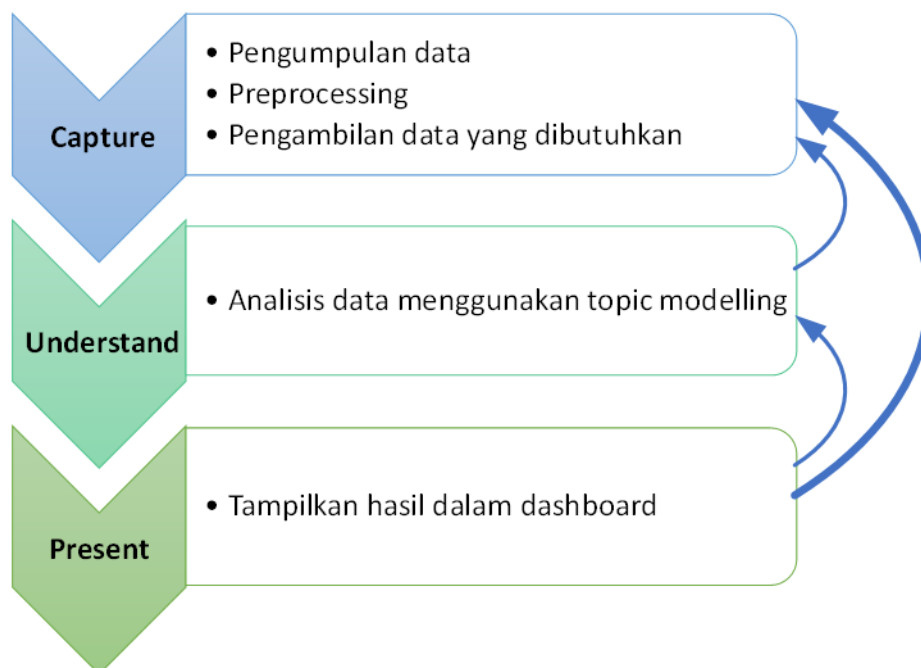 Capture
• Pengumpulan data
• Preprocessing
• Pengambilan data yang dibutuhkan
Understand
• Analisis data menggunakan topic modelling
Present
• Tampilkan hasil dalam dashboard